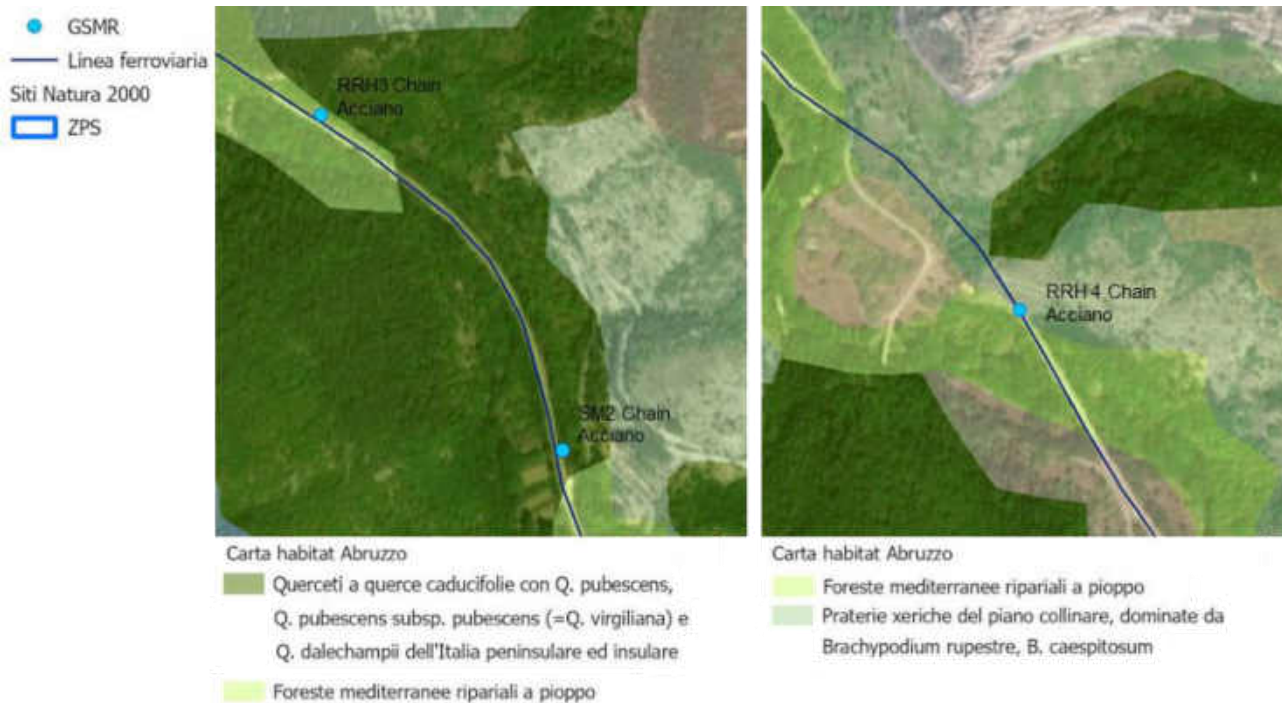 GSMR
Linea ferroviaria
Siti Natura 2000
ZPS
RRH3 Chain
Acciano
SM2 Chain
Acciano
RRH 4 Chain
Acciano
Carta habitat Abruzzo
Querceti a querce caducifolie con Q. pubescens,
Q. pubescens subsp. pubescens (=Q. virgiliana) e
Q. dalechampii dell'Italia peninsulare ed insulare
Foreste mediterranee ripariali a pioppo
Carta habitat Abruzzo
Foreste mediterranee ripariali a pioppo
Praterie xeriche del piano collinare, dominate da
Brachypodium rupestre, B. caespitosum